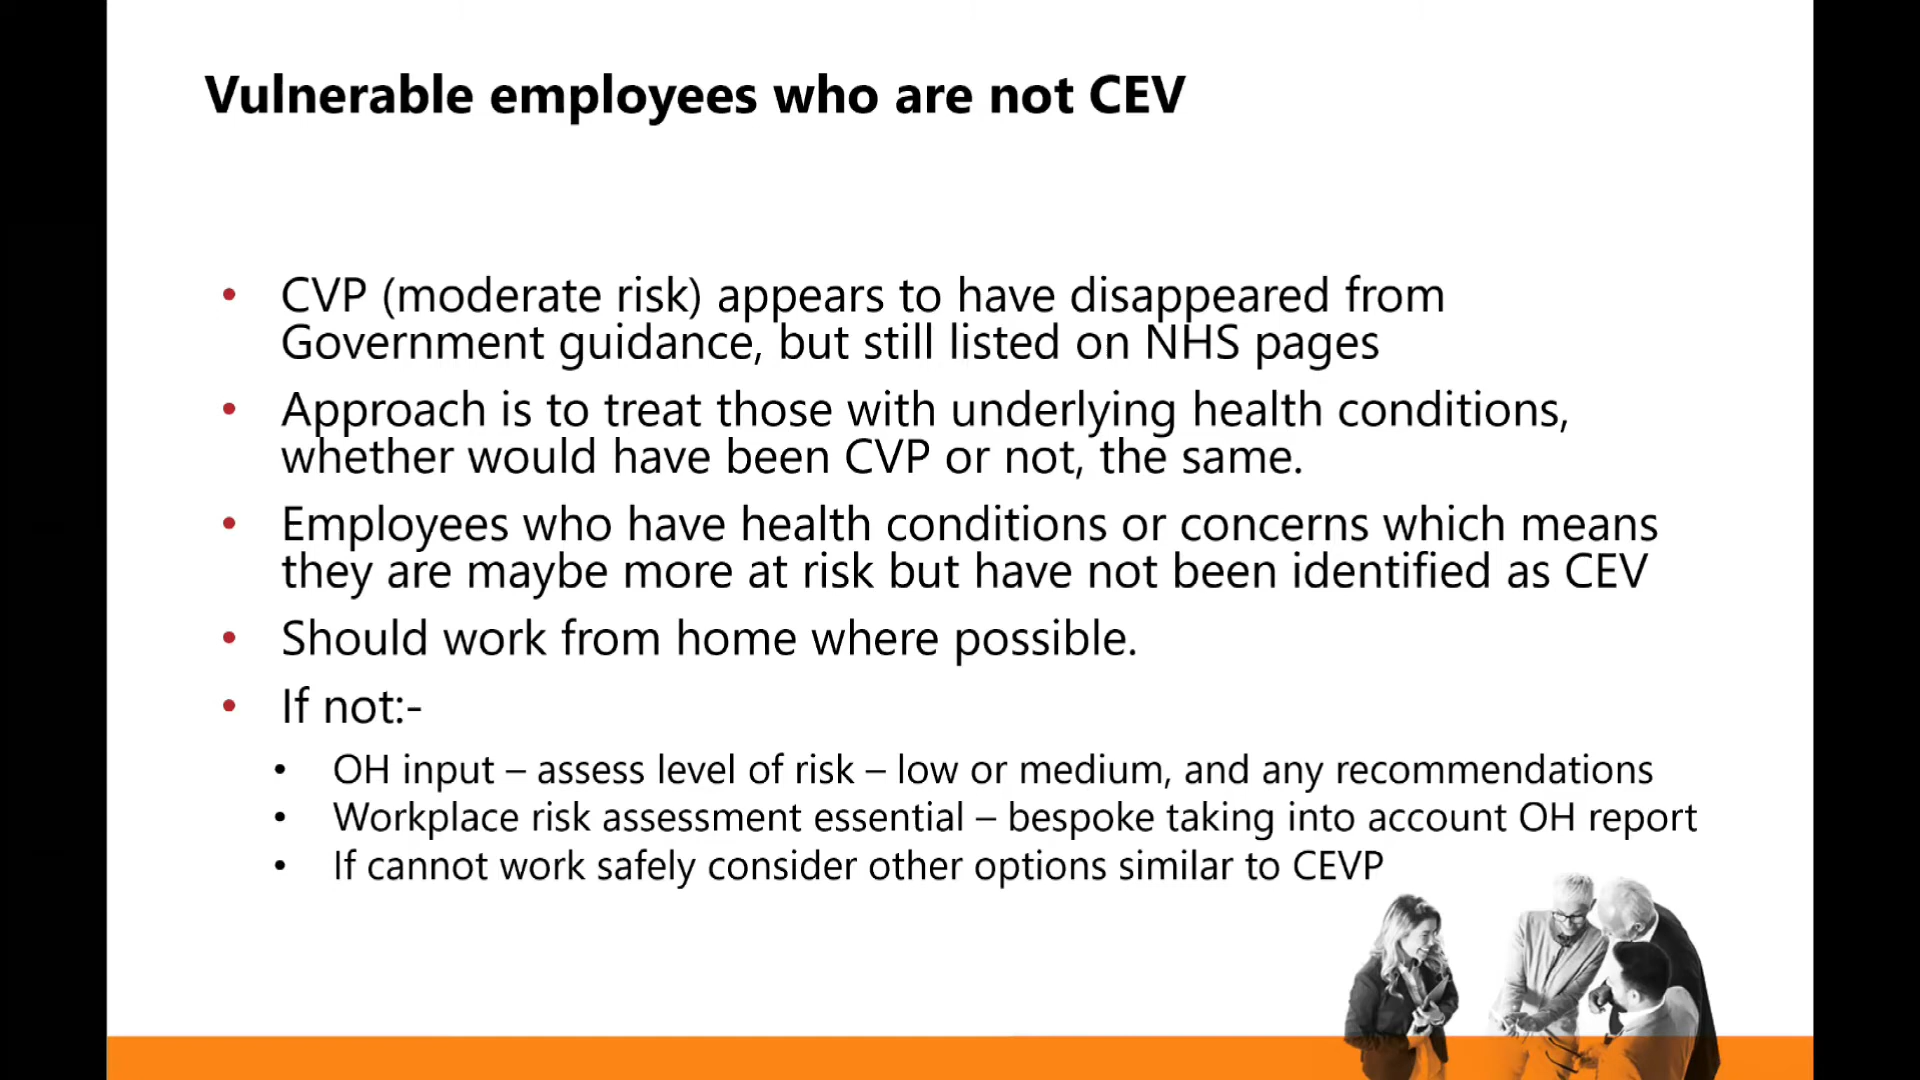 Vulnerable employees who are not CEV
• CVP (moderate risk) appears to have disappeared from
Government guidance, but still listed on NHS pages
• Approach is to treat those with underlying health conditions,
whether would have been CVP or not, the same.
• Employees who have health conditions or concerns which means
they are maybe more at risk but have not been identified as CEV
• Should work from home where possible.
• If not:-
• OH input – assess level of risk – low or medium, and any recommendations
• Workplace risk assessment essential – bespoke taking into account OH report
• If cannot work safely consider other options similar to CEVP